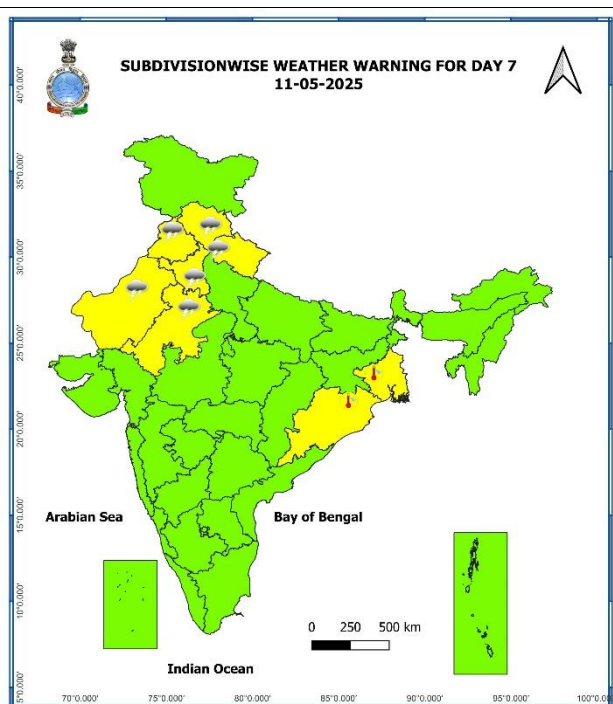 SUBDIVISIONWISE WEATHER WARNING FOR DAY 7
11-05-2025
40°0.000'
35°0.000'
30°0.000'
25°0.000'
20°0.000'
15°0.000'
10°0.000'
5°0.000'
Arabian Sea
Bay of Bengal
0 250 500 km
Indian Ocean
70°0.000' 75°0.000' 80°0.000' 85°0.000' 90°0.000' 95°0.000' 100°0.000'